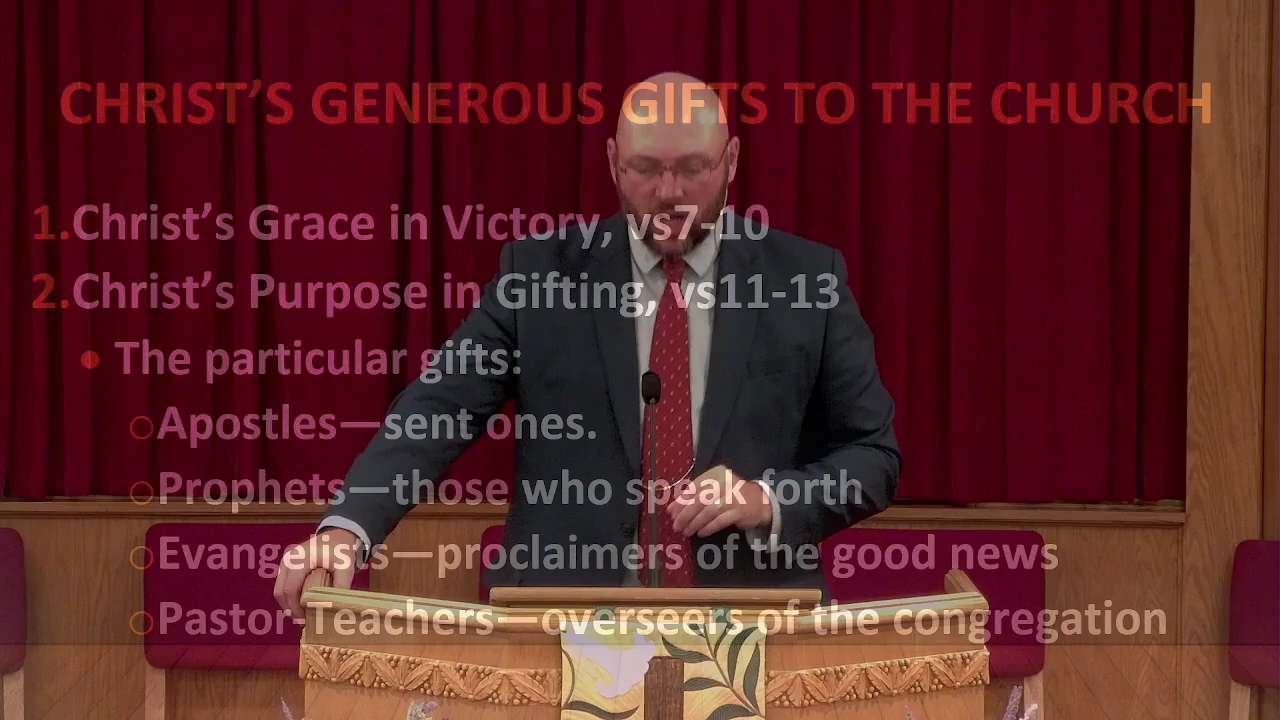 CHRIST’S GENEROUS GIFTS TO THE CHURCH
1.Christ’s Grace in Victory, vs7-10
2.Christ’s Purpose in Gifting, vs11-13
• The particular gifts:
○Apostles—sent ones.
○Prophets—those who speak forth
○Evangelists—proclaimers of the good news
○Pastor-Teachers—overseers of the congregation